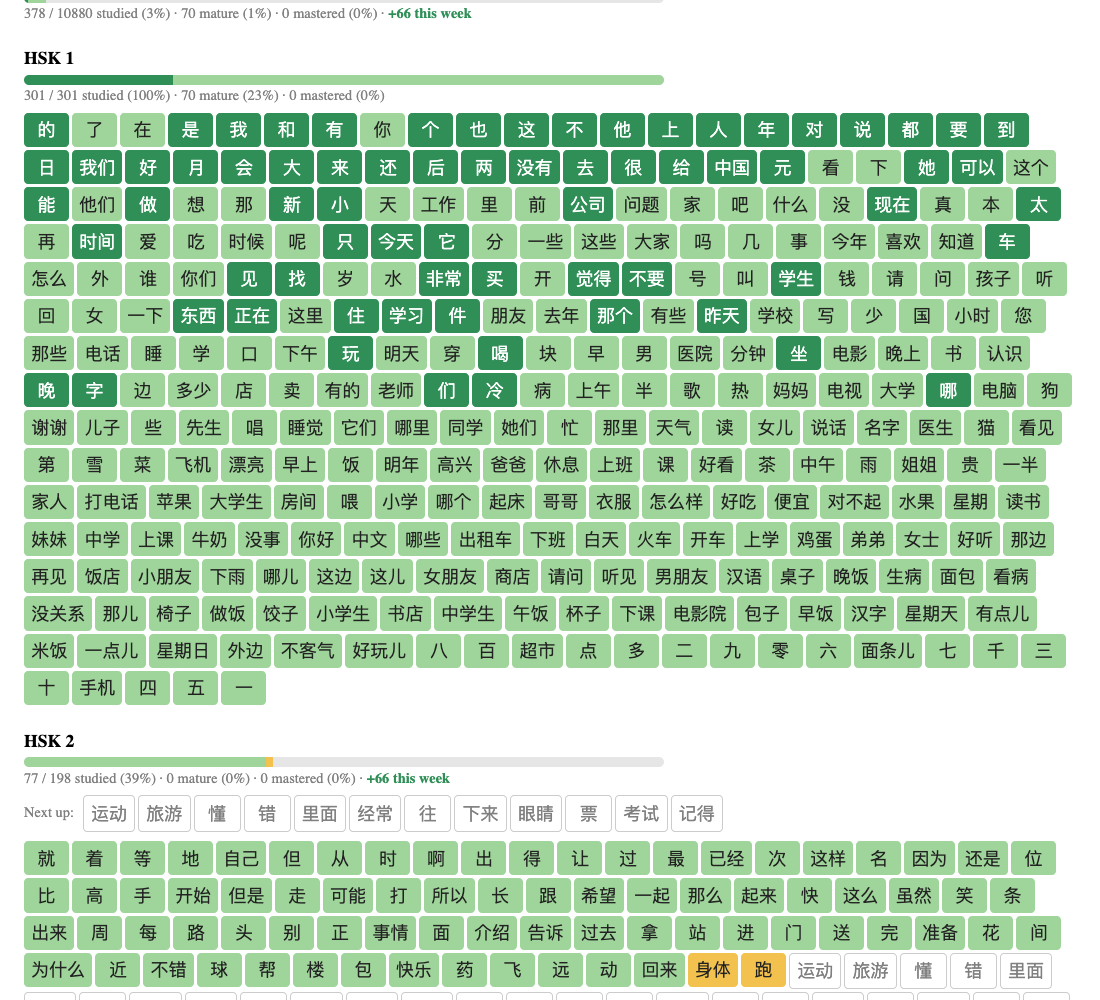 378 / 10880 studied (3%) · 70 mature (1%) · 0 mastered (0%) · +66 this week
HSK 1
301 / 301 studied (100%) · 70 mature (23%) · 0 mastered (0%)
的 了 在 是 我 和 有 你 个 也 这 不 他 上 人 年 对 说 都 要 到
日 我们 好 月 会 大 来 还 后 两 没有 去 很 给 中国 元 看 下 她 可以 这个
能 他们 做 想 那 新 小 天 工作 里 前 公司 问题 家 吧 什么 没 现在 真 本 太
再 时间 爱 吃 时候 呢 只 今天 它 分 一些 这些 大家 吗 几 事 今年 喜欢 知道 车
怎么 外 谁 你们 见 找 岁 水 非常 买 开 觉得 不要 号 叫 学生 钱 请 问 孩子 听
回 女 一下 东西 正在 这里 住 学习 件 朋友 去年 那个 有些 昨天 学校 写 少 国 小时 您
那些 电话 睡 学 口 下午 玩 明天 穿 喝 块 早 男 医院 分钟 坐 电影 晚上 书 认识
晚 字 边 多少 店 卖 有的 老师 们 冷 病 上午 半 歌 热 妈妈 电视 大学 哪 电脑 狗
谢谢 儿子 些 先生 唱 睡觉 它们 哪里 同学 她们 忙 那里 天气 读 女儿 说话 名字 医生 猫 看见
第 雪 菜 飞机 漂亮 早上 饭 明年 高兴 爸爸 休息 上班 课 好看 茶 中午 雨 姐姐 贵 一半
家人 打电话 苹果 大学生 房间 喂 小学 哪个 起床 哥哥 衣服 怎么样 好吃 便宜 对不起 水果 星期 读书
妹妹 中学 上课 牛奶 没事 你好 中文 哪些 出租车 下班 白天 火车 开车 上学 鸡蛋 弟弟 女士 好听 那边
再见 饭店 小朋友 下雨 哪儿 这边 这儿 女朋友 商店 请问 听见 男朋友 汉语 桌子 晚饭 生病 面包 看病
没关系 那儿 椅子 做饭 饺子 小学生 书店 中学生 午饭 杯子 下课 电影院 包子 早饭 汉字 星期天 有点儿
米饭 一点儿 星期日 外边 不客气 好玩儿 八 百 超市 点 多 二 九 零 六 面条儿 七 千 三
十 手机 四 五 一
HSK 2
77 / 198 studied (39%) · 0 mature (0%) · 0 mastered (0%) · +66 this week
Next up: 运动 旅游 懂 错 里面 经常 往 下来 眼睛 票 考试 记得
就 着 等 地 自己 但 从 时 啊 出 得 让 过 最 已经 次 这样 名 因为 还是 位
比 高 手 开始 但是 走 可能 打 所以 长 跟 希望 一起 那么 起来 快 这么 虽然 笑 条
出来 周 每 路 头 别 正 事情 面 介绍 告诉 过去 拿 站 进 门 送 完 准备 花 间
为什么 近 不错 球 帮 楼 包 快乐 药 飞 远 动 回来 身体 跑 运动 旅游 懂 错 里面